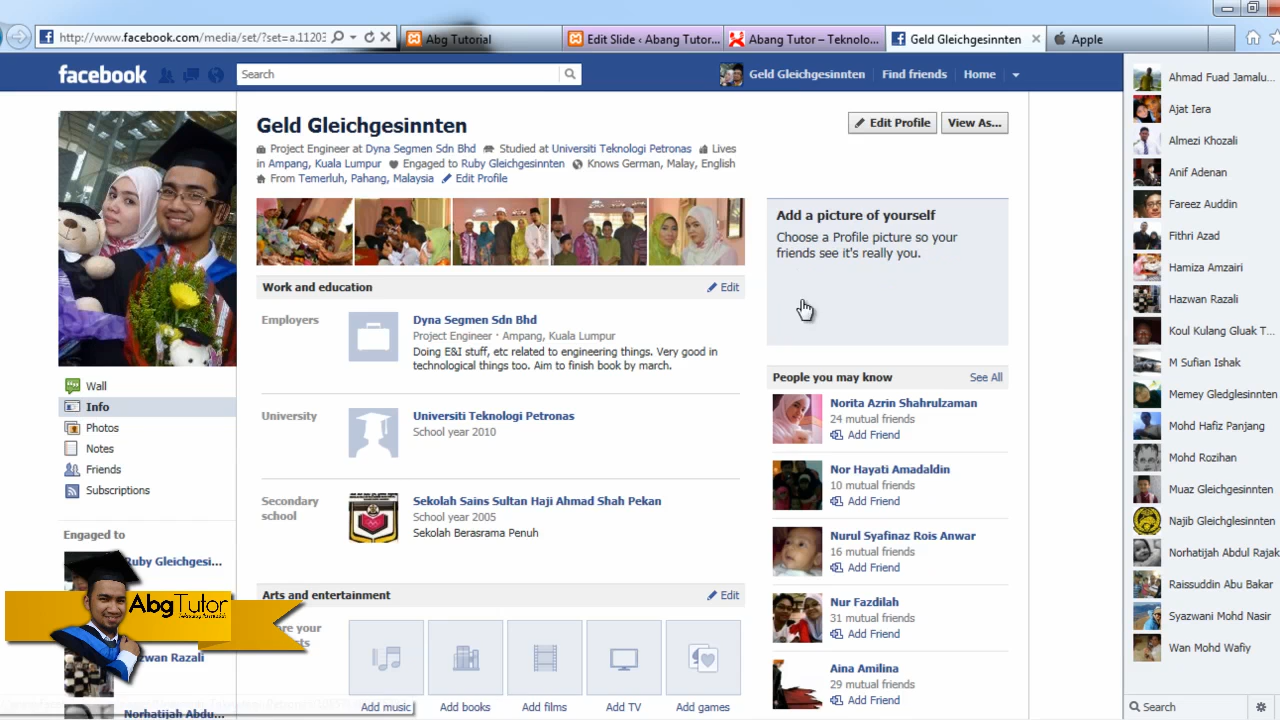 http://www.facebook.com/media/set/?set=a.11203
Abg Tutorial
Edit Slide ‹ Abang Tutor...
Abang Tutor – Teknolo...
Geld Gleichgesinnten
Apple
facebook
Search
Geld Gleichgesinnten
Find friends
Home
Geld Gleichgesinnten
Edit Profile
View As...
Project Engineer at Dyna Segmen Sdn Bhd Studied at Universiti Teknologi Petronas Lives
in Ampang, Kuala Lumpur Engaged to Ruby Gleichgesinnten Knows German, Malay, English
From Temerluh, Pahang, Malaysia Edit Profile
Wall
Info
Photos
Notes
Friends
Subscriptions
Engaged to
Ruby Gleichgesi...
AbgTutor
Razali
Norhatijah Abdu...
Work and education
Edit
Employers
Dyna Segmen Sdn Bhd
Project Engineer · Ampang, Kuala Lumpur
Doing E&I stuff, etc related to engineering things. Very good in
technological things too. Aim to finish book by march.
University
Universiti Teknologi Petronas
School year 2010
Secondary
school
Sekolah Sains Sultan Haji Ahmad Shah Pekan
School year 2005
Sekolah Berasrama Penuh
Arts and entertainment
Edit
your
Add music
Add books
Add films
Add TV
Add games
Add a picture of yourself
Choose a Profile picture so your
friends see it's really you.
People you may know
See All
Norita Azrin Shahrulzaman
24 mutual friends
Add Friend
Nor Hayati Amadaldin
10 mutual friends
Add Friend
Nurul Syafinaz Rois Anwar
16 mutual friends
Add Friend
Nur Fazdilah
31 mutual friends
Add Friend
Aina Amilina
29 mutual friends
Add Friend
Ahmad Fuad Jamalu...
Ajat Iera
Almezi Khozali
Anif Adenan
Fareez Auddin
Fithri Azad
Hamiza Amzairi
Hazwan Razali
Koul Kulang Gluak T...
M Sufian Ishak
Memey Gledglesinnten
Mohd Hafiz Panjang
Mohd Rozihan
Muaz Gleichgesinnten
Najib Gleichglesinnten
Norhatijah Abdul Rajak
Raissuddin Abu Bakar
Syazwani Mohd Nasir
Wan Mohd Wafiy
Search